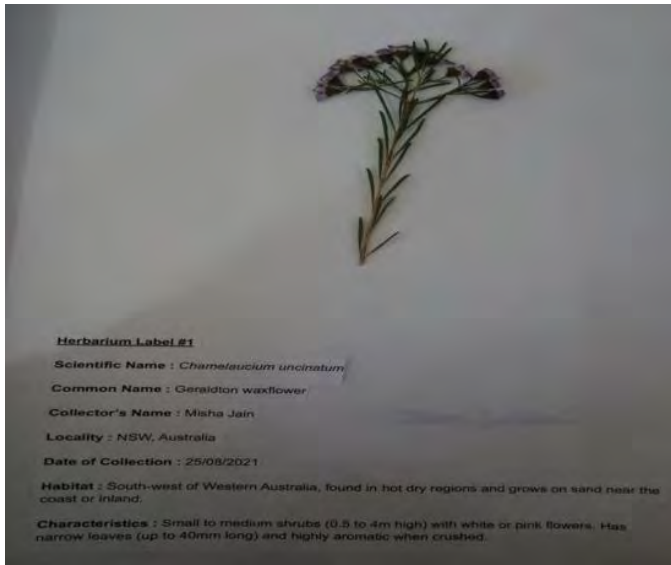 Herbarium Label #1
Scientific Name : Chamelaucium uncinatum
Common Name : Geraldton waxflower
Collector's Name : Misha Jain
Locality : NSW, Australia
Date of Collection : 25/08/2021
Habitat : South-west of Western Australia, found in hot dry regions and grows on sand near the
coast or inland.
Characteristics : Small to medium shrubs (0.5 to 4m high) with white or pink flowers. Has
narrow leaves (up to 40mm long) and highly aromatic when crushed.